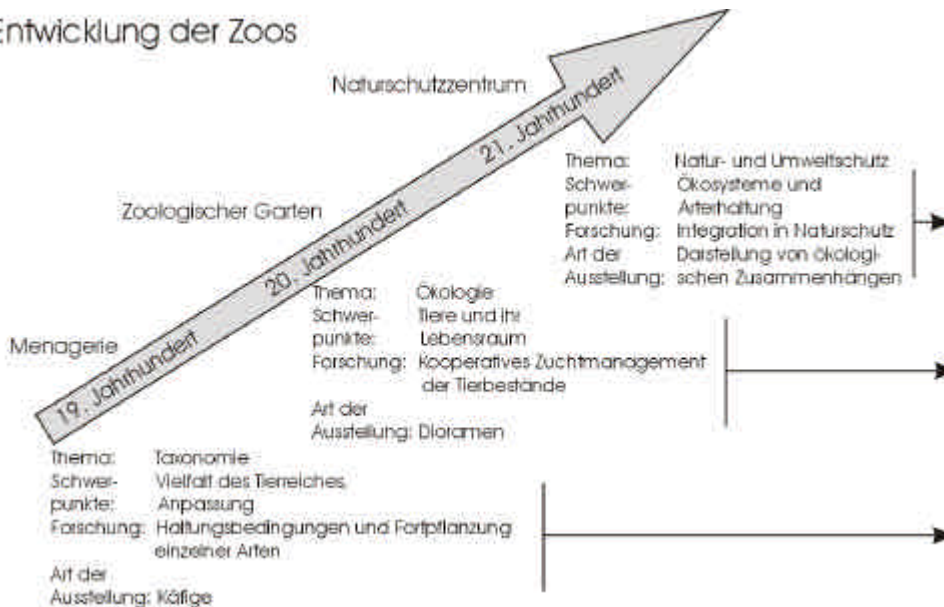 Entwicklung der Zoos
Naturschutzzentrum
21. Jahrhundert
Thema: Natur- und Umweltschutz
Schwer- Ökosysteme und
punkte: Arterhaltung
Forschung: Integration in Naturschutz
Art der Darstellung von ökologi-
Ausstellung: schen Zusammenhängen
Zoologischer Garten
20. Jahrhundert
Thema: Ökologie
Schwer- Tiere und ihr
punkte: Lebensraum
Forschung: Kooperatives Zuchtmanagement
der Tierbestände
Art der
Ausstellung: Dioramen
Menagerie
19. Jahrhundert
Thema: Taxonomie
Schwer- Vielfalt des Tierreiches,
punkte: Anpassung
Forschung: Haltungsbedingungen und Fortpflanzung
einzelner Arten
Art der
Ausstellung: Käfige